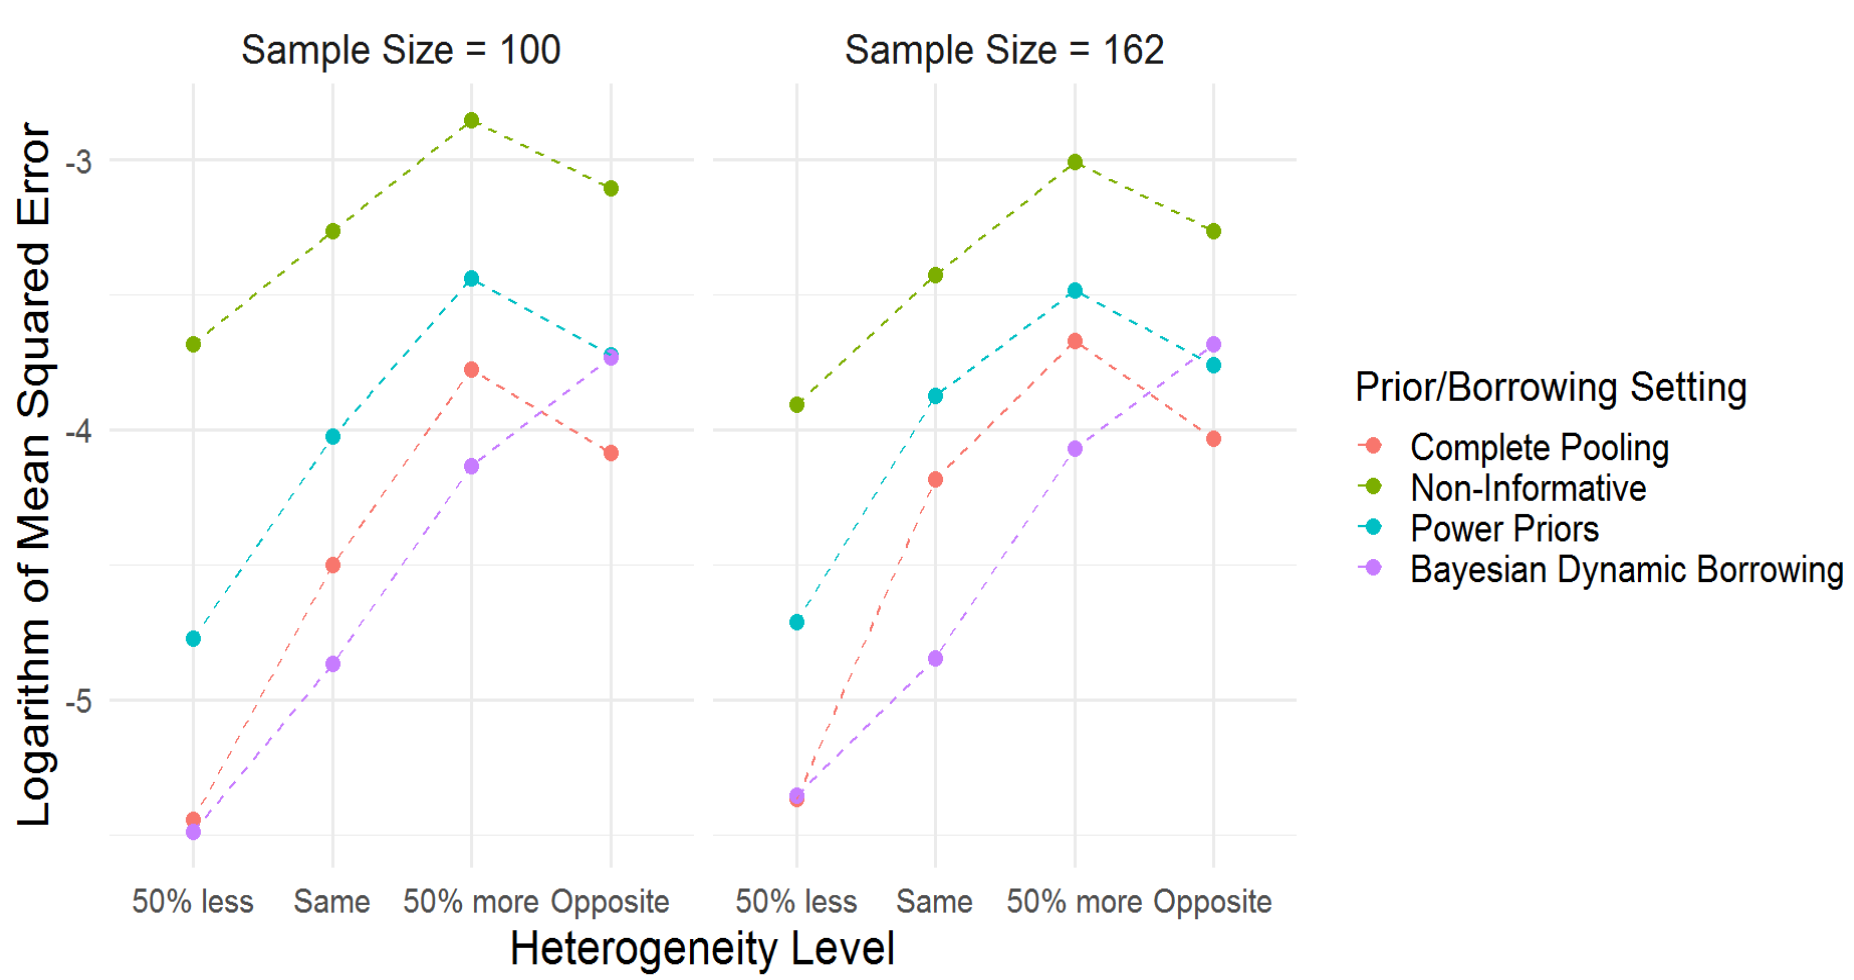 Sample Size = 100
Sample Size = 162
Logarithm of Mean Squared Error
-3
-4
-5
50% less Same 50% more Opposite
50% less Same 50% more Opposite
Heterogeneity Level
Prior/Borrowing Setting
Complete Pooling
Non-Informative
Power Priors
Bayesian Dynamic Borrowing